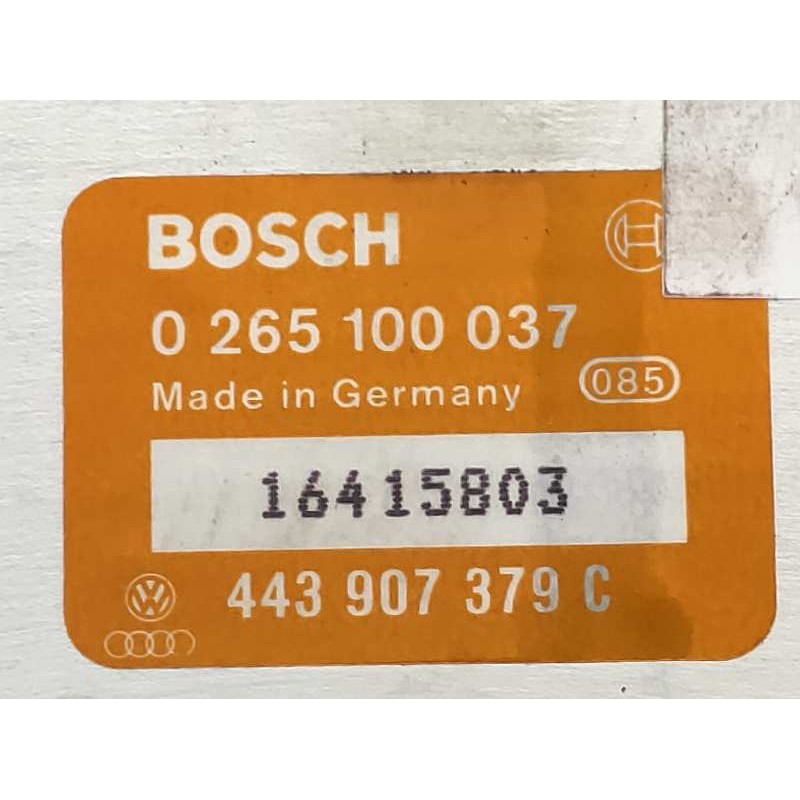 BOSCH
0 265 100 037
Made in Germany 085
16415803
443 907 379 C